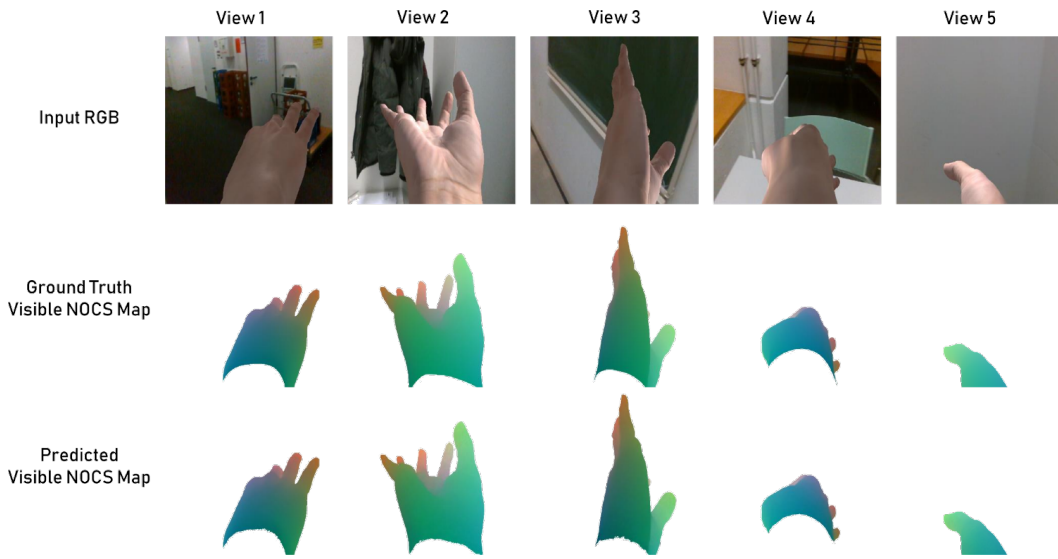 View 1
View 2
View 3
View 4
View 5
Input RGB
Ground Truth
Visible NOCS Map
Predicted
Visible NOCS Map